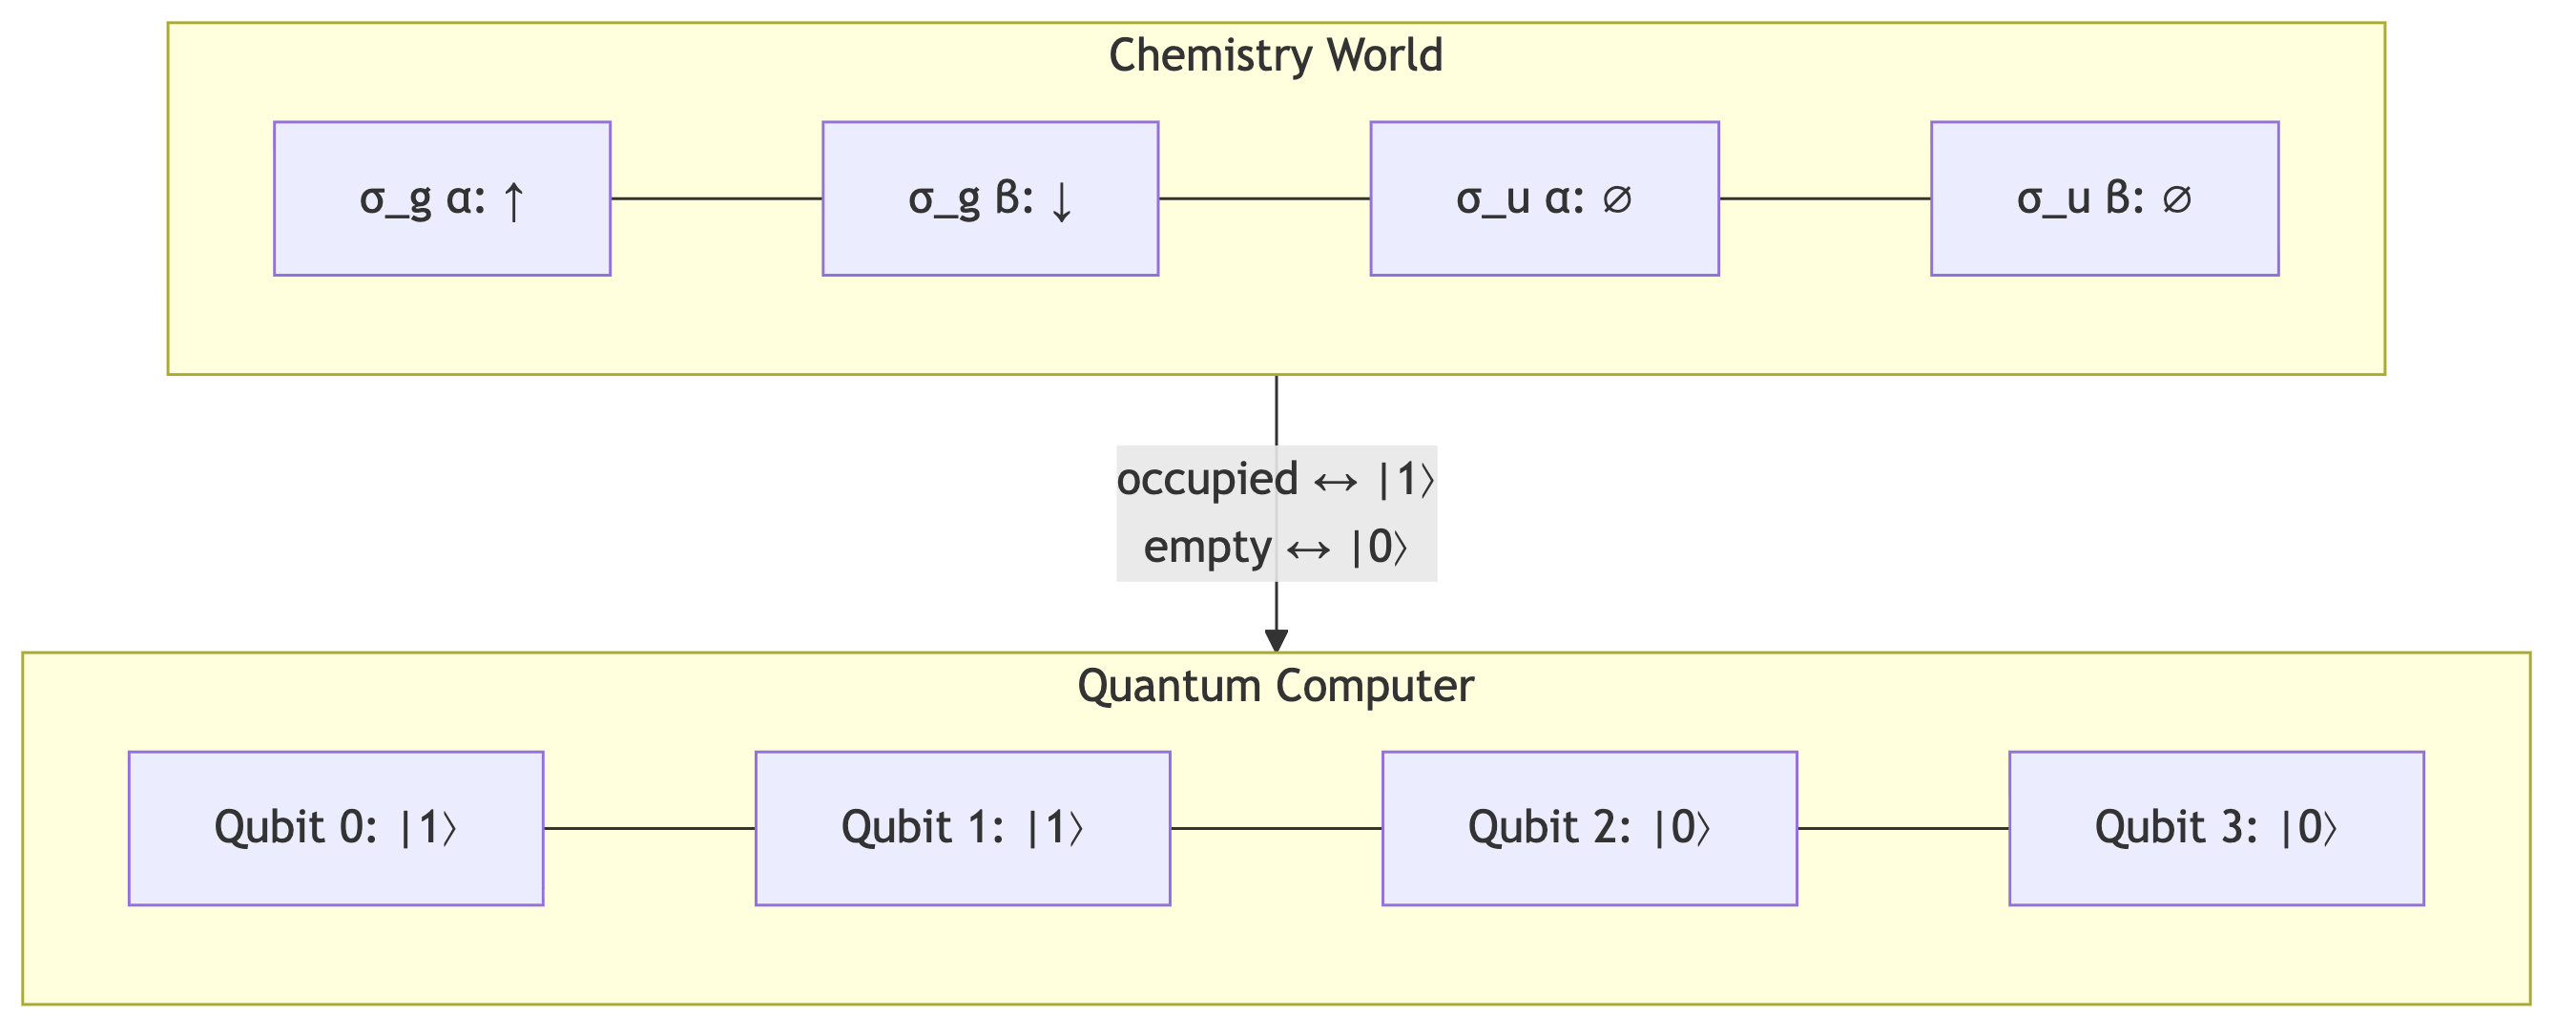 Chemistry World
σ_g α: ↑
σ_g β: ↓
σ_u α: ∅
σ_u β: ∅
occupied ↔ |1⟩
empty ↔ |0⟩
Quantum Computer
Qubit 0: |1⟩
Qubit 1: |1⟩
Qubit 2: |0⟩
Qubit 3: |0⟩